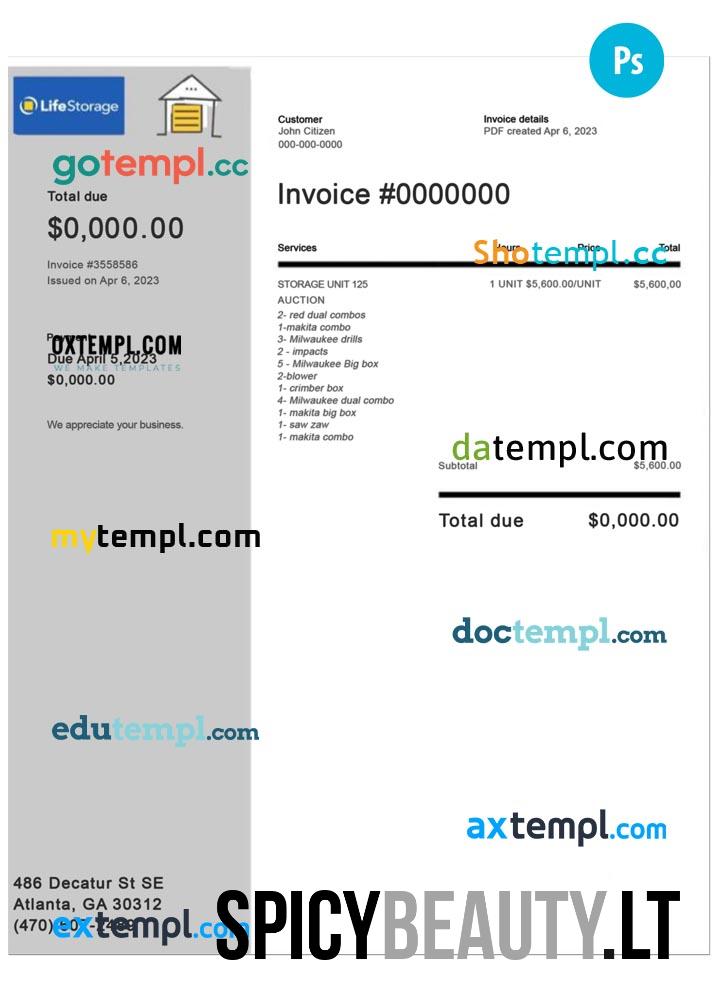 Ps
LifeStorage
gotempl.cc
Total due
$0,000.00
Invoice #3558586
Issued on Apr 6, 2023
OXTEMPL.COM
WE MAKE TEMPLATES
Due April 5,2023
$0,000.00
We appreciate your business.
mytempl.com
edutempl.com
486 Decatur St SE
Atlanta, GA 30312
(470)
extempl.com
Customer
John Citizen
000-000-0000
Invoice details
PDF created Apr 6, 2023
Invoice #0000000
Services Hours Price Total
Shotempl.cc
STORAGE UNIT 125 1 UNIT $5,600.00/UNIT $5,600,00
AUCTION
2- red dual combos
1-makita combo
3- Milwaukee drills
2 - impacts
5 - Milwaukee Big box
2-blower
1- crimber box
4- Milwaukee dual combo
1- makita big box
1- saw zaw
1- makita combo
datempl.com
Subtotal $5,600.00
Total due $0,000.00
doctempl.com
axtempl.com
SPICYBEAUTY.LT